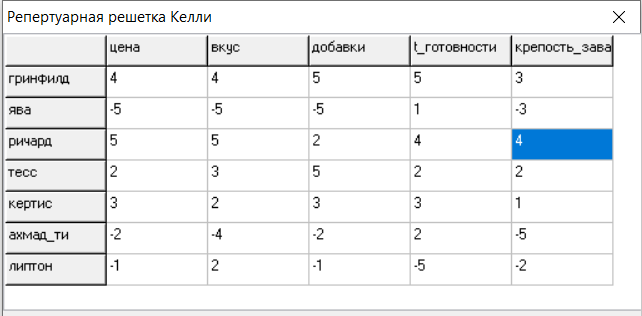 Репертуарная решетка Келли
цена вкус добавки t_готовности крепость_зава
гринфилд 4 4 5 5 3
ява -5 -5 -5 1 -3
ричард 5 5 2 4 4
тесс 2 3 5 2 2
кертис 3 2 3 3 1
ахмад_ти -2 -4 -2 2 -5
липтон -1 2 -1 -5 -2